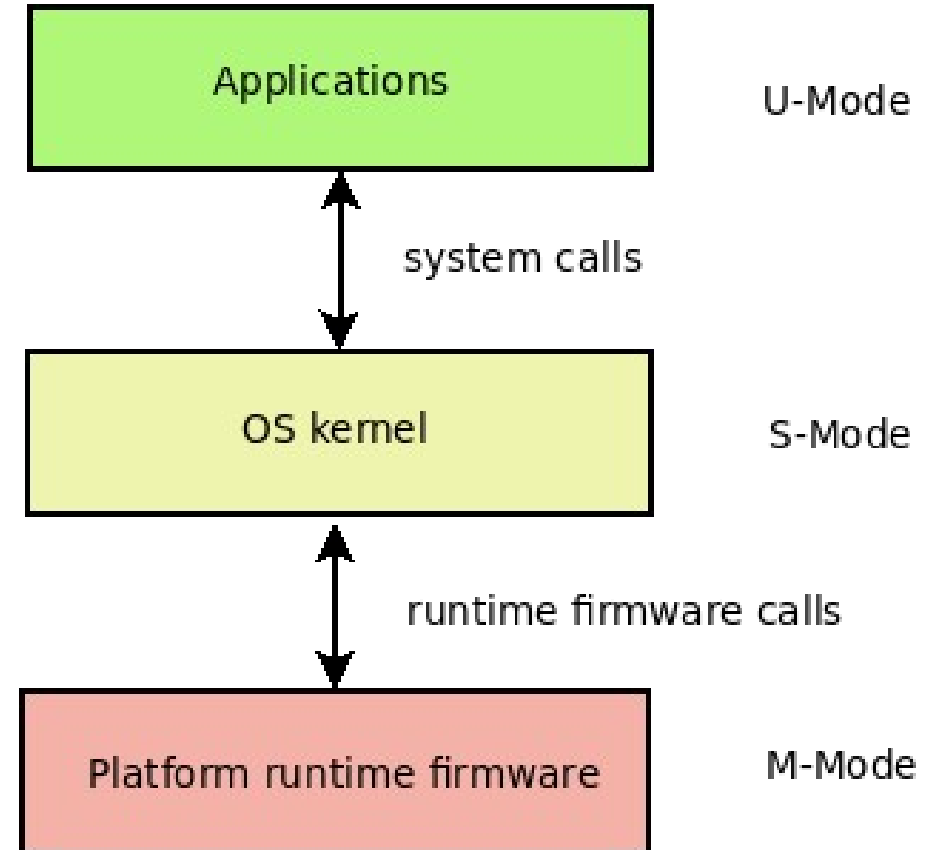 Applications
U-Mode
system calls
OS kernel
S-Mode
runtime firmware calls
Platform runtime firmware
M-Mode